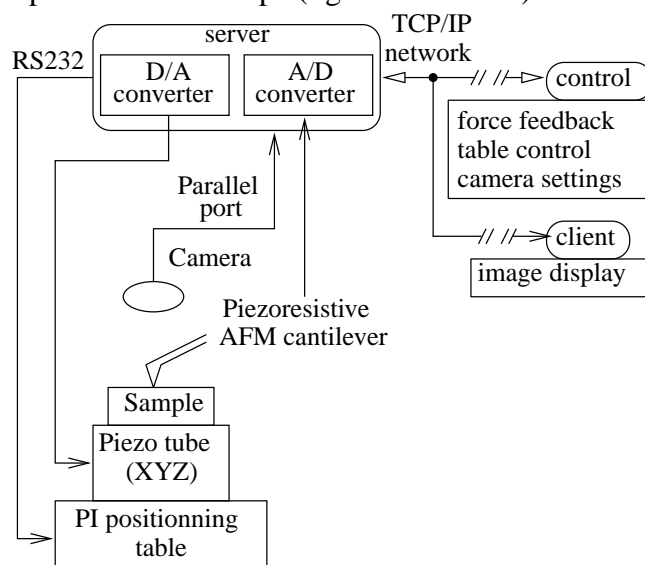 server
TCP/IP
network
RS232
D/A
converter
A/D
converter
control
force feedback
table control
camera settings
Parallel
port
client
image display
Camera
Piezoresistive
AFM cantilever
Sample
Piezo tube
(XYZ)
PI positionning
table